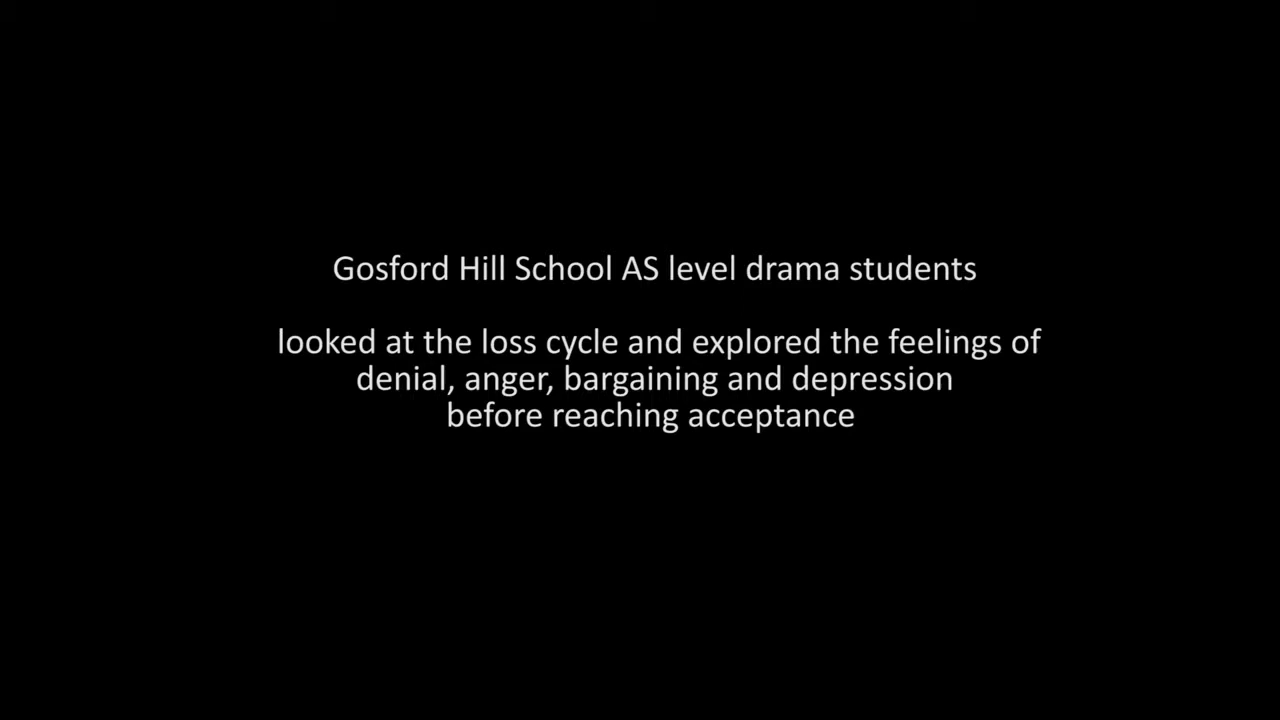 Gosford Hill School AS level drama students
looked at the loss cycle and explored the feelings of
denial, anger, bargaining and depression
before reaching acceptance